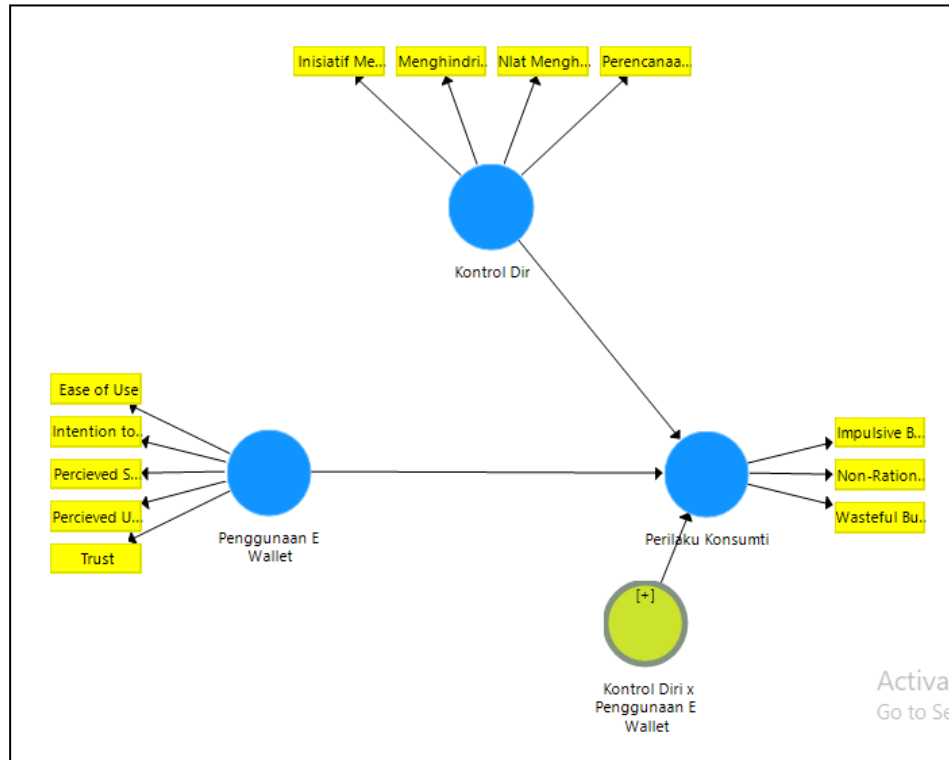 Inisiatif Me...
Menghindri...
NIat Mengh...
Perencanaa...
Kontrol Dir
Ease of Use
Intention to...
Percieved S...
Percieved U...
Trust
Penggunaan E
Wallet
Impulsive B...
Non-Ration...
Wasteful Bu...
Perilaku Konsumti
[+]
Kontrol Diri x
Penggunaan E
Wallet
Activa
Go to Se